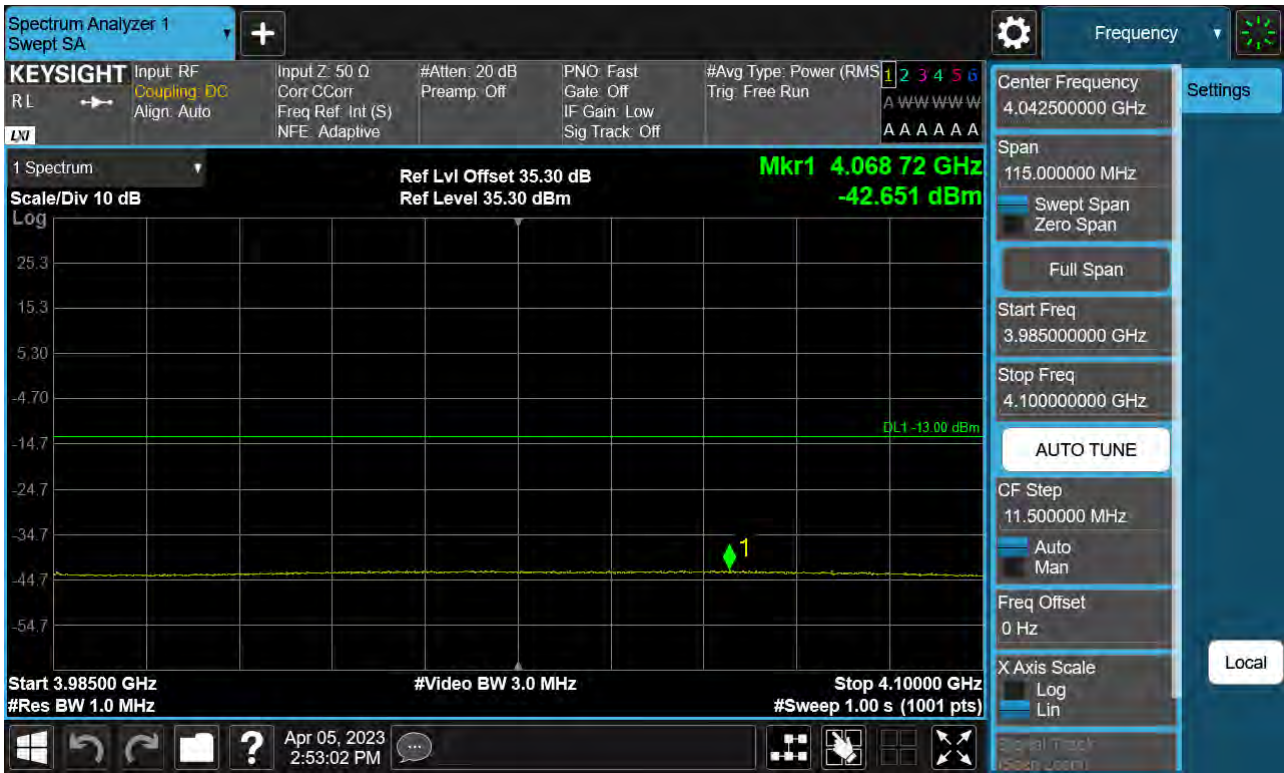 Spectrum Analyzer 1
Swept SA
+
Frequency
KEYSIGHT
RL
LXI
Input: RF
Coupling: DC
Align: Auto
Input Z: 50 Ω
Corr CCorr
Freq Ref: Int (S)
NFE: Adaptive
#Atten: 20 dB
Preamp: Off
PNO: Fast
Gate: Off
IF Gain: Low
Sig Track: Off
#Avg Type: Power (RMS
Trig: Free Run
1 2 3 4 5 6
A W W W W W
A A A A A A
1 Spectrum
Scale/Div 10 dB
Log
Ref Lvl Offset 35.30 dB
Ref Level 35.30 dBm
Mkr1 4.068 72 GHz
-42.651 dBm
25.3
15.3
5.30
-4.70
-14.7
-24.7
-34.7
-44.7
-54.7
DL1 -13.00 dBm
1
Start 3.98500 GHz
#Res BW 1.0 MHz
#Video BW 3.0 MHz
Stop 4.10000 GHz
#Sweep 1.00 s (1001 pts)
Center Frequency
4.042500000 GHz
Span
115.000000 MHz
Swept Span
Zero Span
Full Span
Start Freq
3.985000000 GHz
Stop Freq
4.100000000 GHz
AUTO TUNE
CF Step
11.500000 MHz
Auto
Man
Freq Offset
0 Hz
X Axis Scale
Log
Lin
Signal Track
(Span Zoom)
Settings
Local
?
Apr 05, 2023
2:53:02 PM